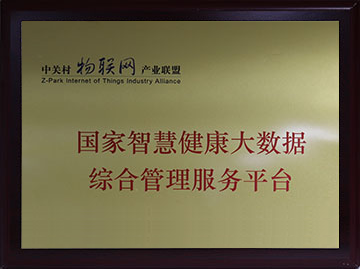 中关村 物联网 产业联盟
Z-Park Internet of Things Industry Alliance
国家智慧健康大数据
综合管理服务平台